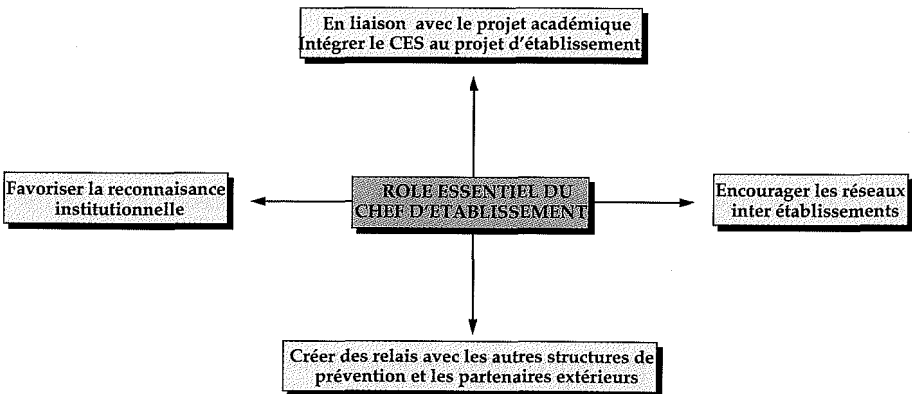 En liaison avec le projet académique
Intégrer le CES au projet d'établissement
Favoriser la reconnaisance
institutionnelle
ROLE ESSENTIEL DU
CHEF D'ETABLISSEMENT
Encourager les réseaux
inter établissements
Créer des relais avec les autres structures de
prévention et les partenaires extérieurs